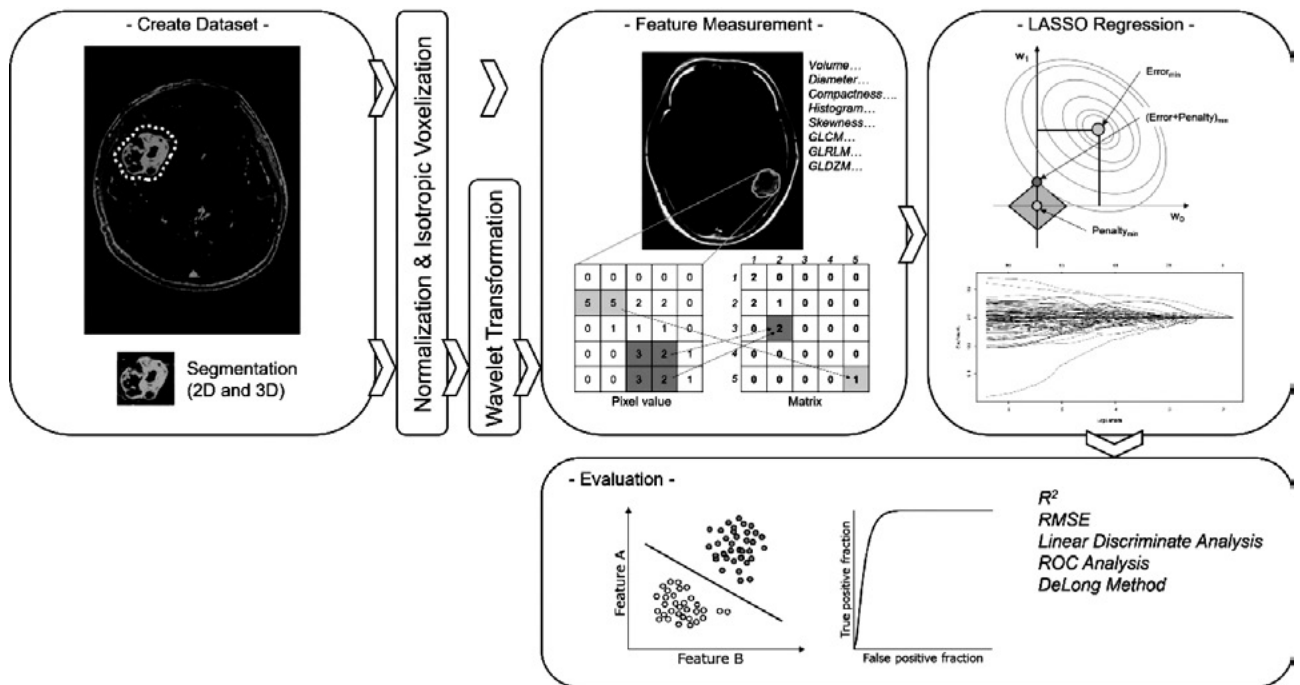 - Create Dataset -
Segmentation
(2D and 3D)
Normalization & Isotropic Voxelization
Wavelet Transformation
- Feature Measurement -
Volume…
Diameter…
Compactness….
Histogram…
Skewness…
GLCM…
GLRLM…
GLDZM…
0 0 0 0 0
5 5 2 2 0
0 1 1 1 0
0 0 3 2 1
0 0 3 2 1
Pixel value
1 2 3 4 5
1 2 0 0 0 0
2 2 1 0 0 0
3 0 2 0 0 0
4 0 0 0 0 0
5 0 0 0 0 1
Matrix
- LASSO Regression -
W1
Errormin
(Error+Penalty)min
W0
Penaltymin
- Evaluation -
Feature A
Feature B
True positive fraction
False positive fraction
R²
RMSE
Linear Discriminate Analysis
ROC Analysis
DeLong Method